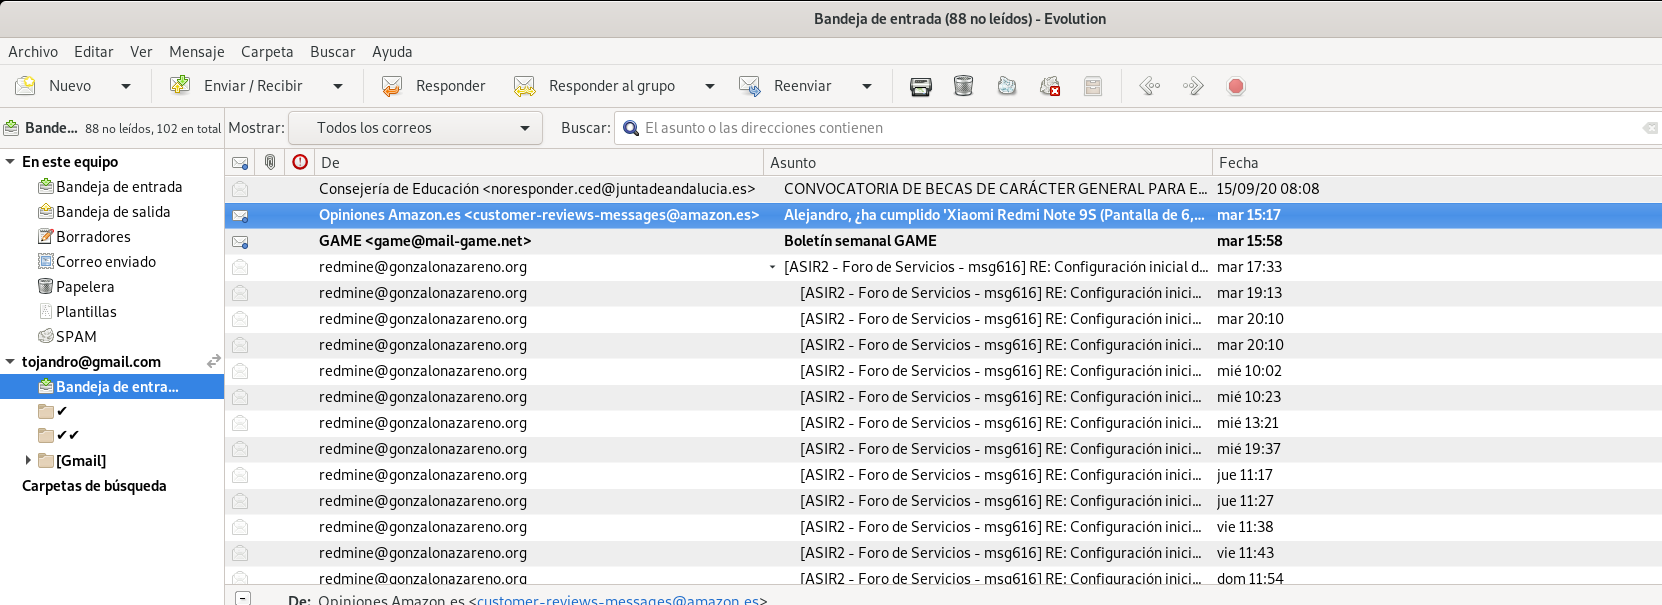 Bandeja de entrada (88 no leídos) - Evolution
Archivo Editar Ver Mensaje Carpeta Buscar Ayuda
Nuevo Enviar / Recibir Responder Responder al grupo Reenviar
Bande... 88 no leídos, 102 en total Mostrar: Todos los correos Buscar: El asunto o las direcciones contienen
En este equipo
Bandeja de entrada
Bandeja de salida
Borradores
Correo enviado
Papelera
Plantillas
SPAM
tojandro@gmail.com
Bandeja de entra...
✔
✔✔
[Gmail]
Carpetas de búsqueda
De Asunto Fecha
Consejería de Educación <noresponder.ced@juntadeandalucia.es> CONVOCATORIA DE BECAS DE CARÁCTER GENERAL PARA E... 15/09/20 08:08
Opiniones Amazon.es <customer-reviews-messages@amazon.es> Alejandro, ¿ha cumplido 'Xiaomi Redmi Note 9S (Pantalla de 6,... mar 15:17
GAME <game@mail-game.net> Boletín semanal GAME mar 15:58
redmine@gonzalonazareno.org [ASIR2 - Foro de Servicios - msg616] RE: Configuración inicial d... mar 17:33
redmine@gonzalonazareno.org [ASIR2 - Foro de Servicios - msg616] RE: Configuración inici... mar 19:13
redmine@gonzalonazareno.org [ASIR2 - Foro de Servicios - msg616] RE: Configuración inici... mar 20:10
redmine@gonzalonazareno.org [ASIR2 - Foro de Servicios - msg616] RE: Configuración inici... mar 20:10
redmine@gonzalonazareno.org [ASIR2 - Foro de Servicios - msg616] RE: Configuración inici... mié 10:02
redmine@gonzalonazareno.org [ASIR2 - Foro de Servicios - msg616] RE: Configuración inici... mié 10:23
redmine@gonzalonazareno.org [ASIR2 - Foro de Servicios - msg616] RE: Configuración inici... mié 13:21
redmine@gonzalonazareno.org [ASIR2 - Foro de Servicios - msg616] RE: Configuración inici... mié 19:37
redmine@gonzalonazareno.org [ASIR2 - Foro de Servicios - msg616] RE: Configuración inici... jue 11:17
redmine@gonzalonazareno.org [ASIR2 - Foro de Servicios - msg616] RE: Configuración inici... jue 11:27
redmine@gonzalonazareno.org [ASIR2 - Foro de Servicios - msg616] RE: Configuración inici... vie 11:38
redmine@gonzalonazareno.org [ASIR2 - Foro de Servicios - msg616] RE: Configuración inici... vie 11:43
redmine@gonzalonazareno.org [ASIR2 - Foro de Servicios - msg616] RE: Configuración inici... dom 11:54
De: Opiniones Amazon.es <customer-reviews-messages@amazon.es>